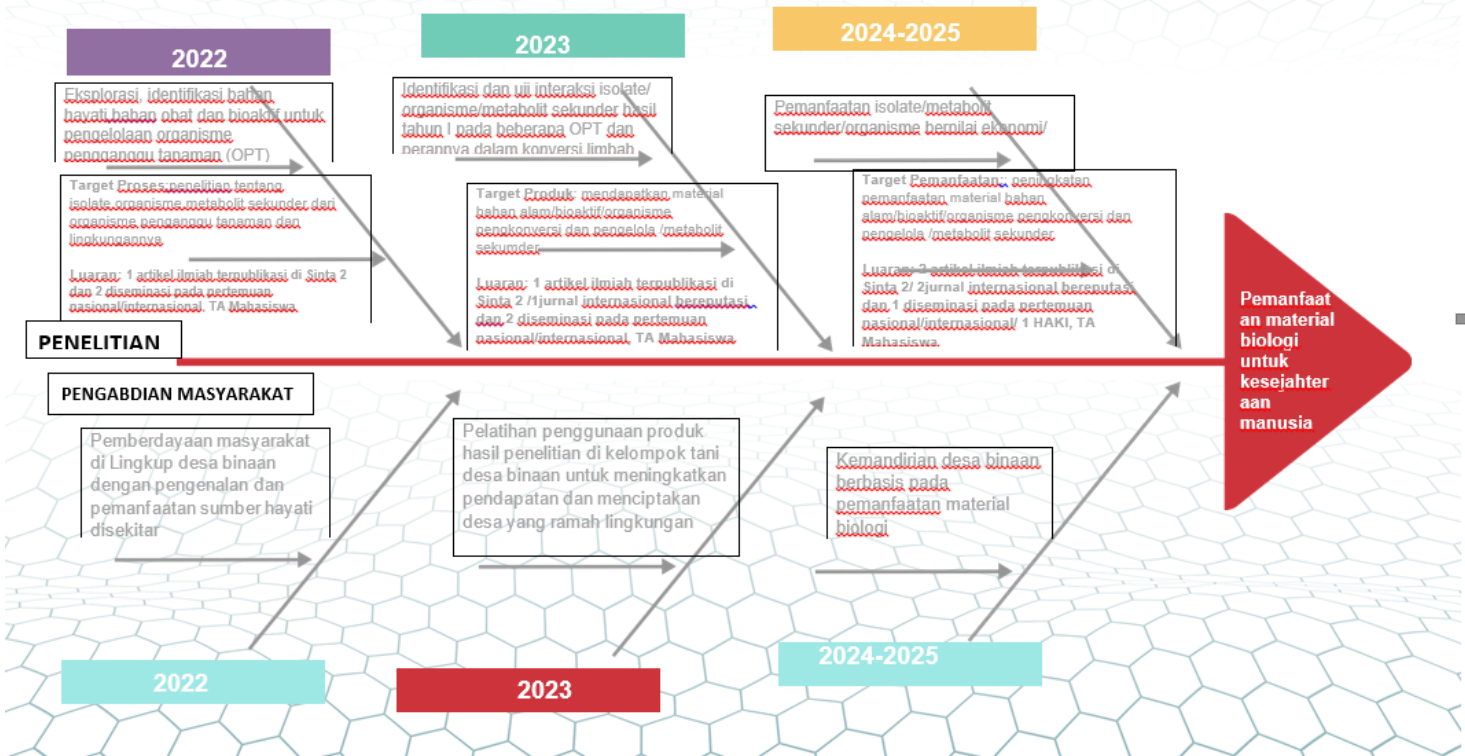 2022
2023
2024-2025
Eksplorasi, identifikasi bahan
hayati,bahan obat dan bioaktif untuk
pengelolaan organisme
pengganggu tanaman (OPT)
Identifikasi dan uji interaksi isolate/
organisme/metabolit sekunder hasil
tahun I pada beberapa OPT dan
perannya dalam konversi limbah
Pemanfaatan isolate/metabolit
sekunder/organisme bernilai ekonomi/
Target Proses:penelitian tentang
isolate,organisme,metabolit sekunder dari
organisme penganggu tanaman dan
lingkungannya
Luaran: 1 artikel ilmiah terpublikasi di Sinta 2
dan 2 diseminasi pada pertemuan
nasional/internasional, TA Mahasiswa
Target Produk: mendapatkan material
bahan alam/bioaktif/organisme
pengkonversi dan pengelola /metabolit
sekumder
Luaran: 1 artikel ilmiah terpublikasi di
Sinta 2 /1jurnal internasional bereputasi
dan 2 diseminasi pada pertemuan
nasional/internasional, TA Mahasiswa
Target Pemanfaatan:; peningkatan
pemanfaatan material bahan
alam/bioaktif/organisme pengkonversi dan
pengelola /metabolit sekunder
Luaran: 2 artikel ilmiah terpublikasi di
Sinta 2/ 2jurnal internasional bereputasi
dan 1 diseminasi pada pertemuan
nasional/internasional/ 1 HAKI, TA
Mahasiswa
PENELITIAN
Pemanfaat
an material
biologi
untuk
kesejahter
aan
manusia
PENGABDIAN MASYARAKAT
Pemberdayaan masyarakat
di Lingkup desa binaan
dengan pengenalan dan
pemanfaatan sumber hayati
disekitar
Pelatihan penggunaan produk
hasil penelitian di kelompok tani
desa binaan untuk meningkatkan
pendapatan dan menciptakan
desa yang ramah lingkungan
Kemandirian desa binaan
berbasis pada
pemanfaatan material
biologi
2022
2023
2024-2025